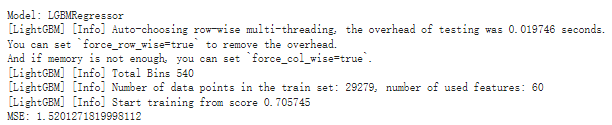 Model: LGBMRegressor
[LightGBM] [Info] Auto-choosing row-wise multi-threading, the overhead of testing was 0.019746 seconds.
You can set `force_row_wise=true` to remove the overhead.
And if memory is not enough, you can set `force_col_wise=true`.
[LightGBM] [Info] Total Bins 540
[LightGBM] [Info] Number of data points in the train set: 29279, number of used features: 60
[LightGBM] [Info] Start training from score 0.705745
MSE: 1.5201271819998112